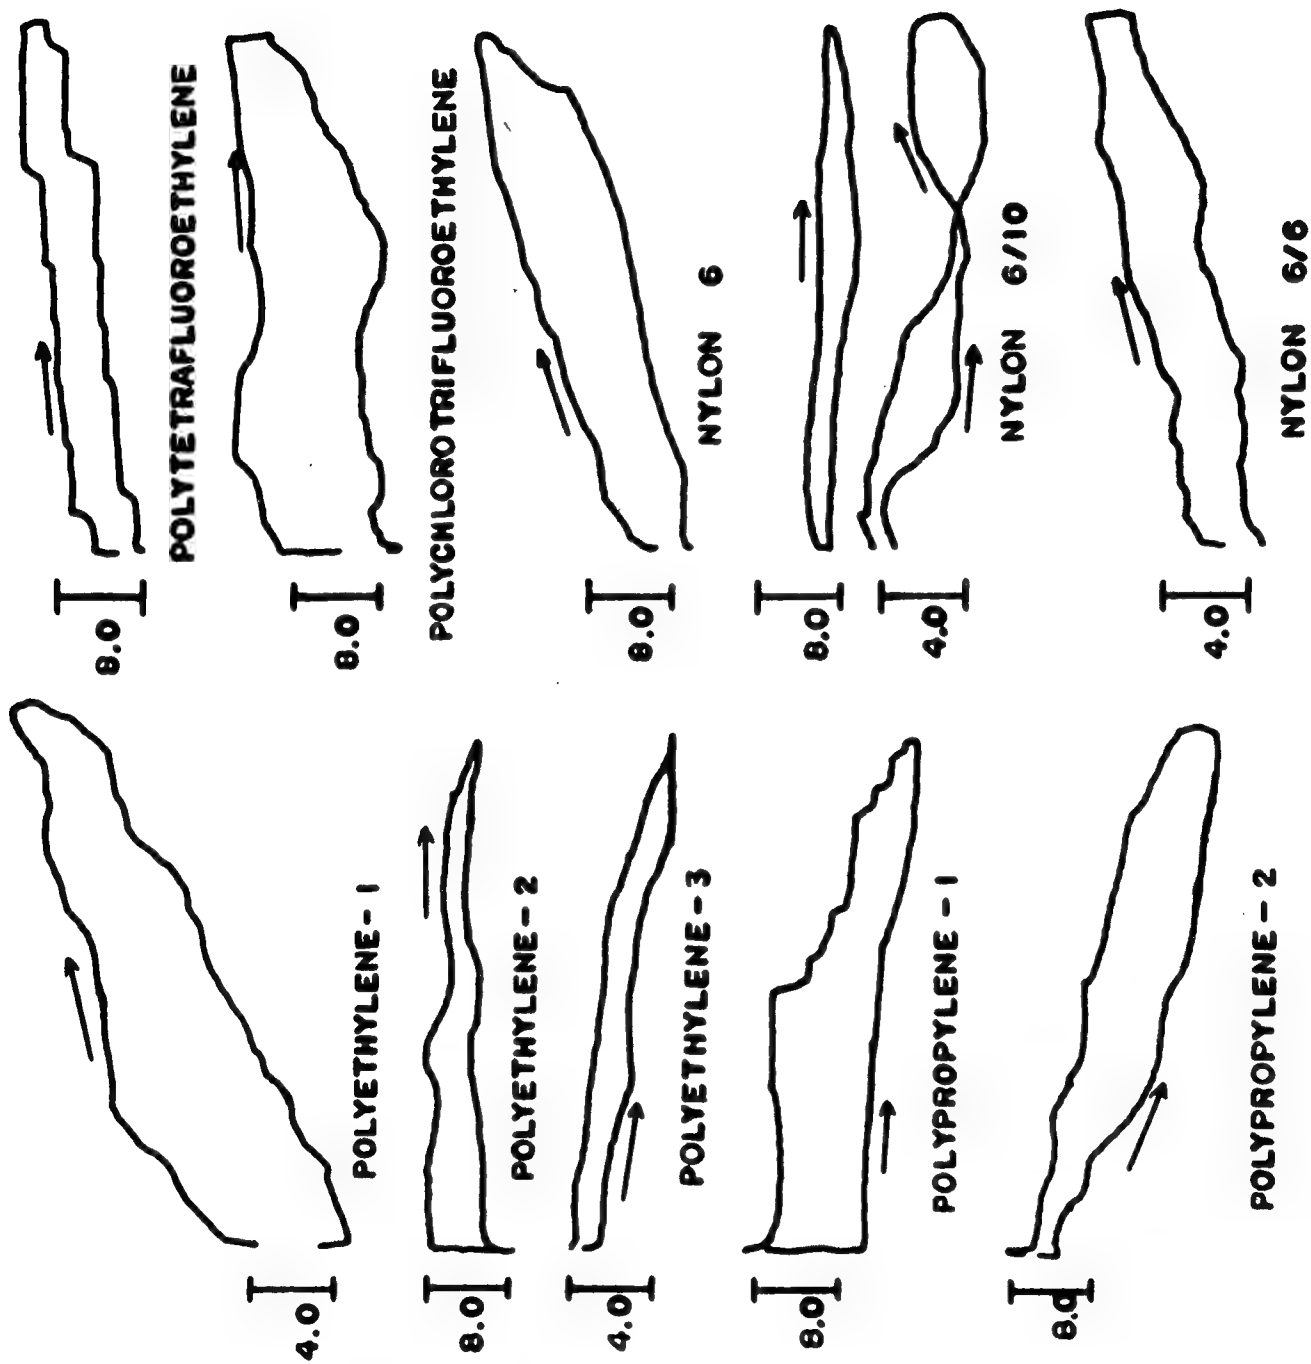 4.0
POLYETHYLENE-1
8.0
POLYETHYLENE-2
4.0
POLYETHYLENE-3
8.0
POLYPROPYLENE-1
8.0
POLYPROPYLENE-2
8.0
POLYTETRAFLUOROETHYLENE
8.0
POLYCHLOROTRIFLUOROETHYLENE
8.0
NYLON 6
8.0
4.0
NYLON 6/10
4.0
NYLON 6/6